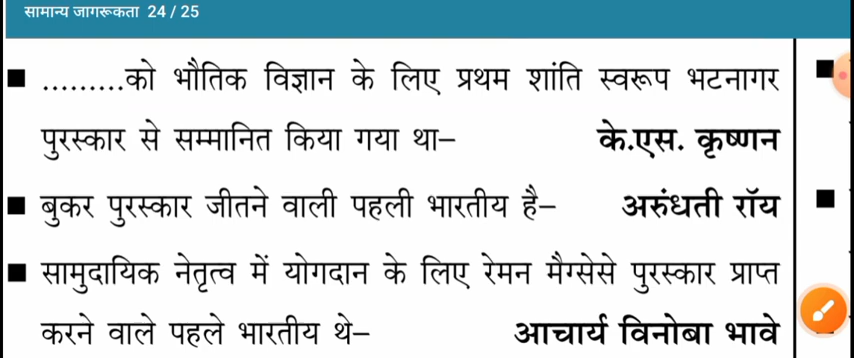 सामान्य जागरूकता 24 / 25
■ .........को भौतिक विज्ञान के लिए प्रथम शांति स्वरूप भटनागर
पुरस्कार से सम्मानित किया गया था– के.एस. कृष्णन
■ बुकर पुरस्कार जीतने वाली पहली भारतीय है– अरुंधती रॉय
■ सामुदायिक नेतृत्व में योगदान के लिए रेमन मैग्सेसे पुरस्कार प्राप्त
करने वाले पहले भारतीय थे– आचार्य विनोबा भावे